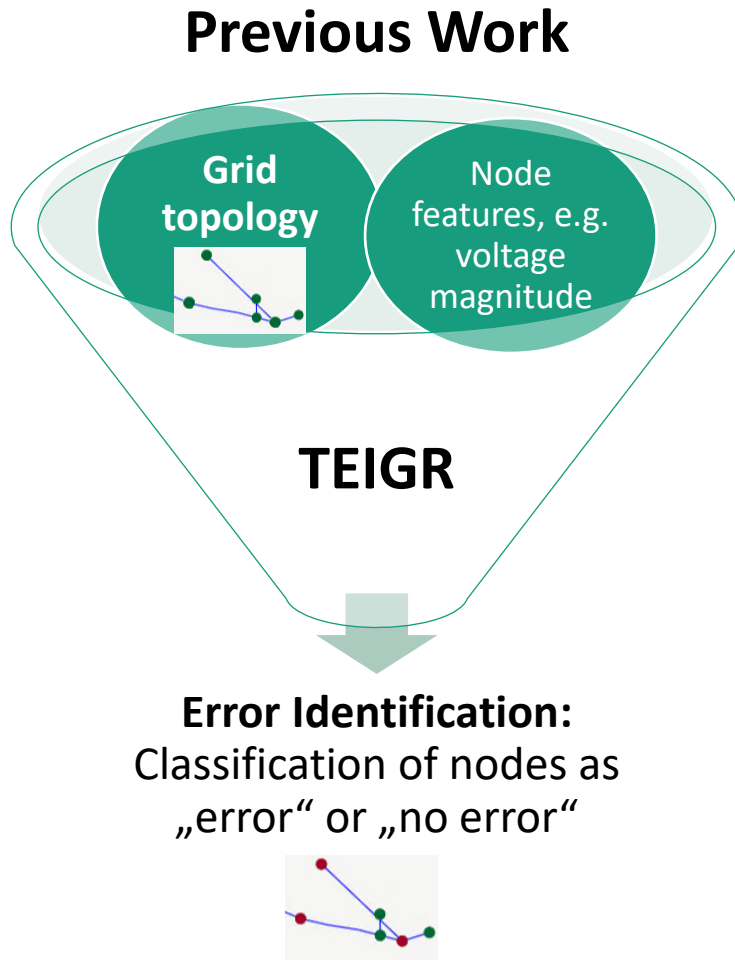 Previous Work
Grid
topology
Node
features, e.g.
voltage
magnitude
TEIGR
Error Identification:
Classification of nodes as
„error“ or „no error“